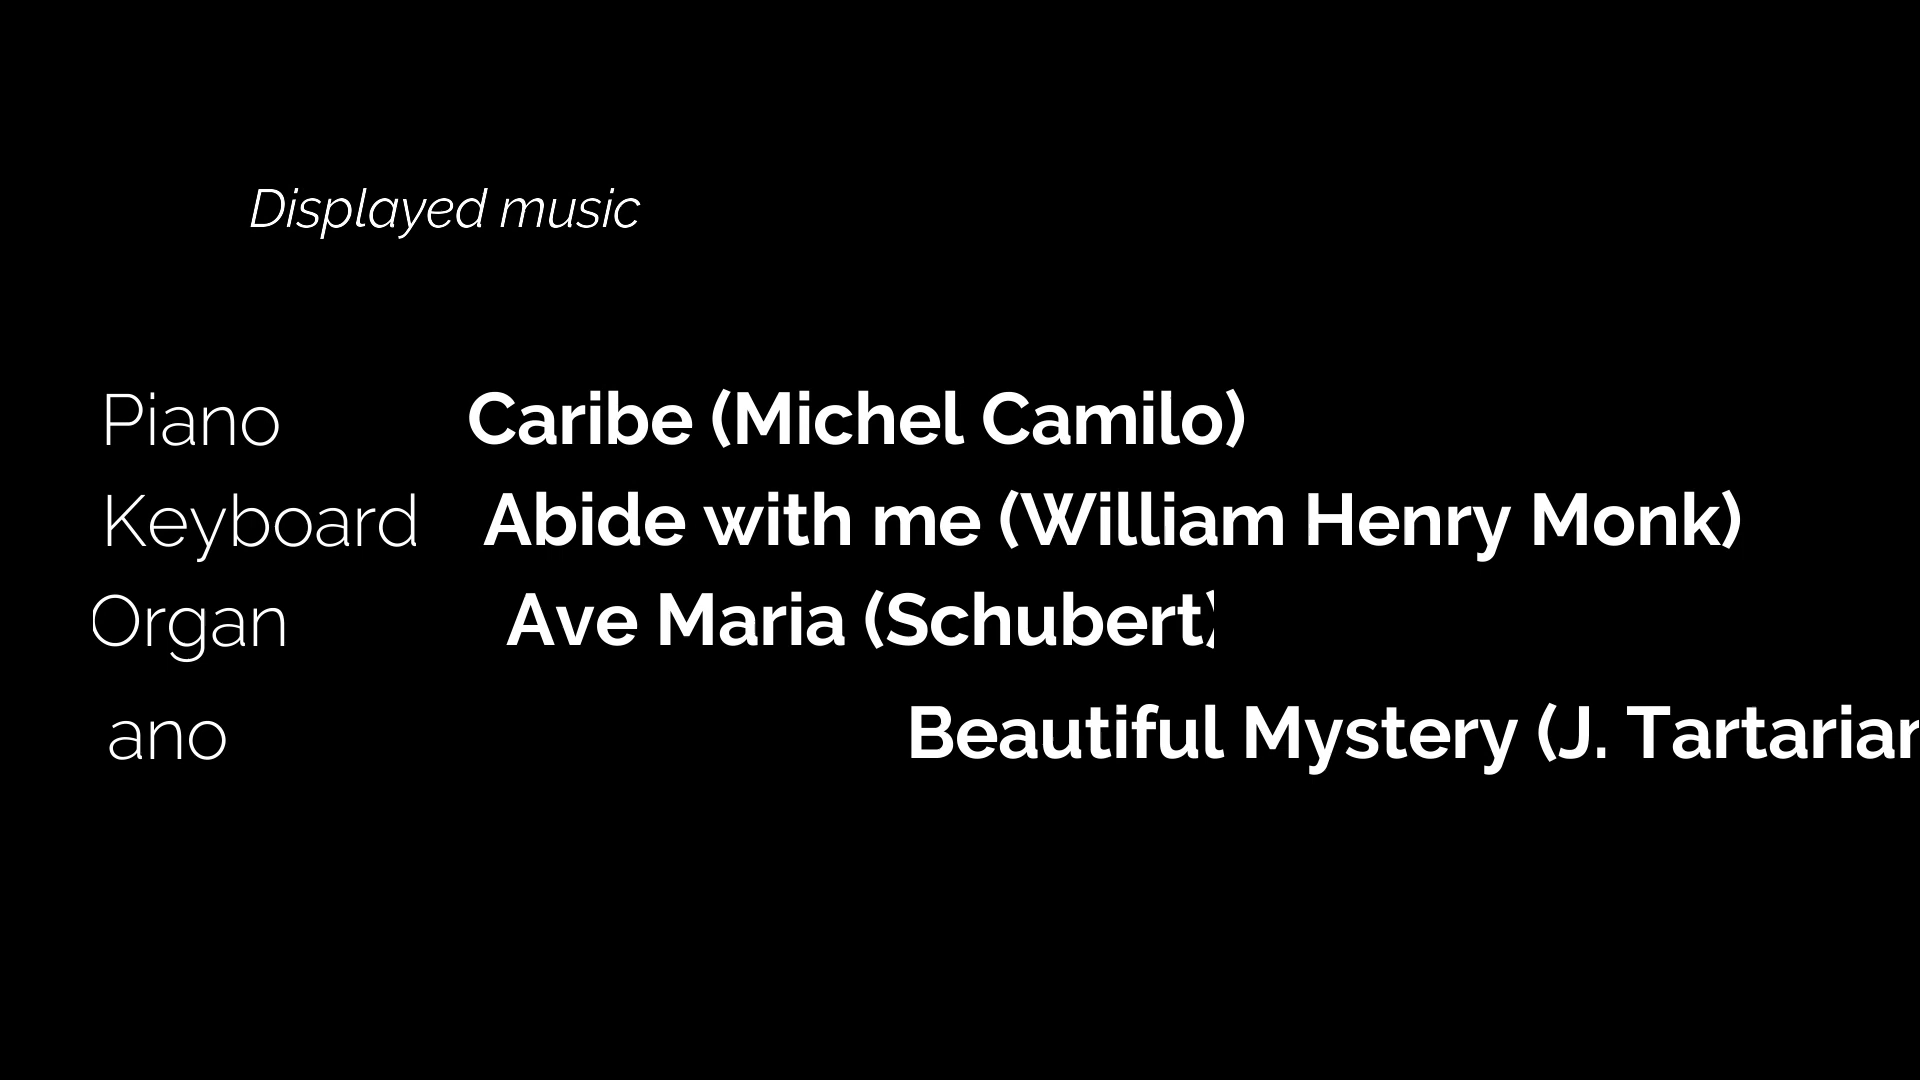 Displayed music
Piano Caribe (Michel Camilo)
Keyboard Abide with me (William Henry Monk)
Organ Ave Maria (Schubert)
ano Beautiful Mystery (J. Tartarian